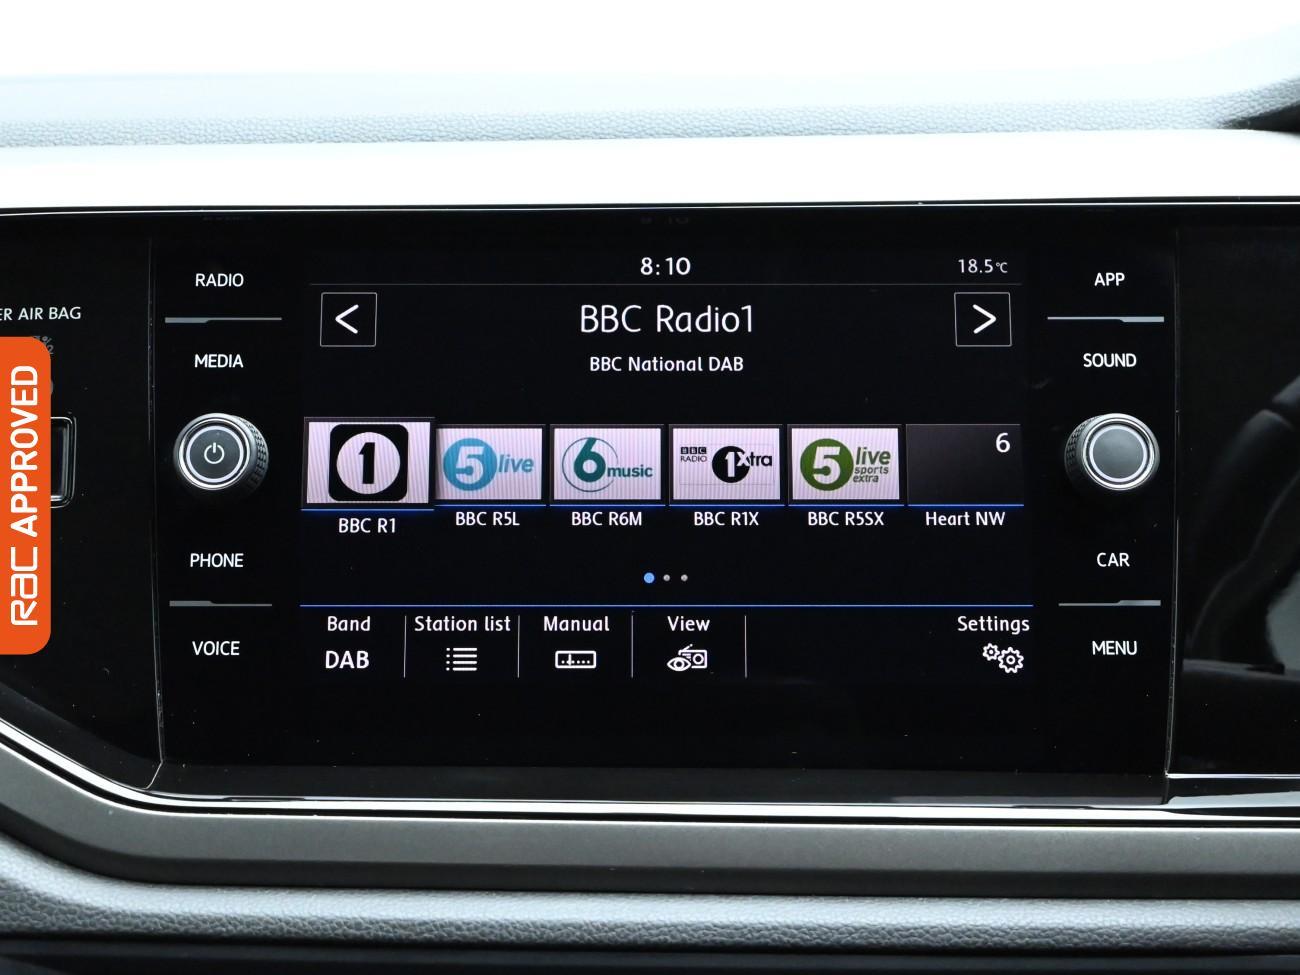 8:10
18.5°C
RADIO
MEDIA
PHONE
VOICE
APP
SOUND
CAR
MENU
ER AIR BAG
RAC APPROVED
<
BBC Radio1
>
BBC National DAB
1
5 live
6 music
BBC RADIO 1Xtra
5 live sports extra
6
BBC R1
BBC R5L
BBC R6M
BBC R1X
BBC R5SX
Heart NW
Band
DAB
Station list
Manual
View
Settings